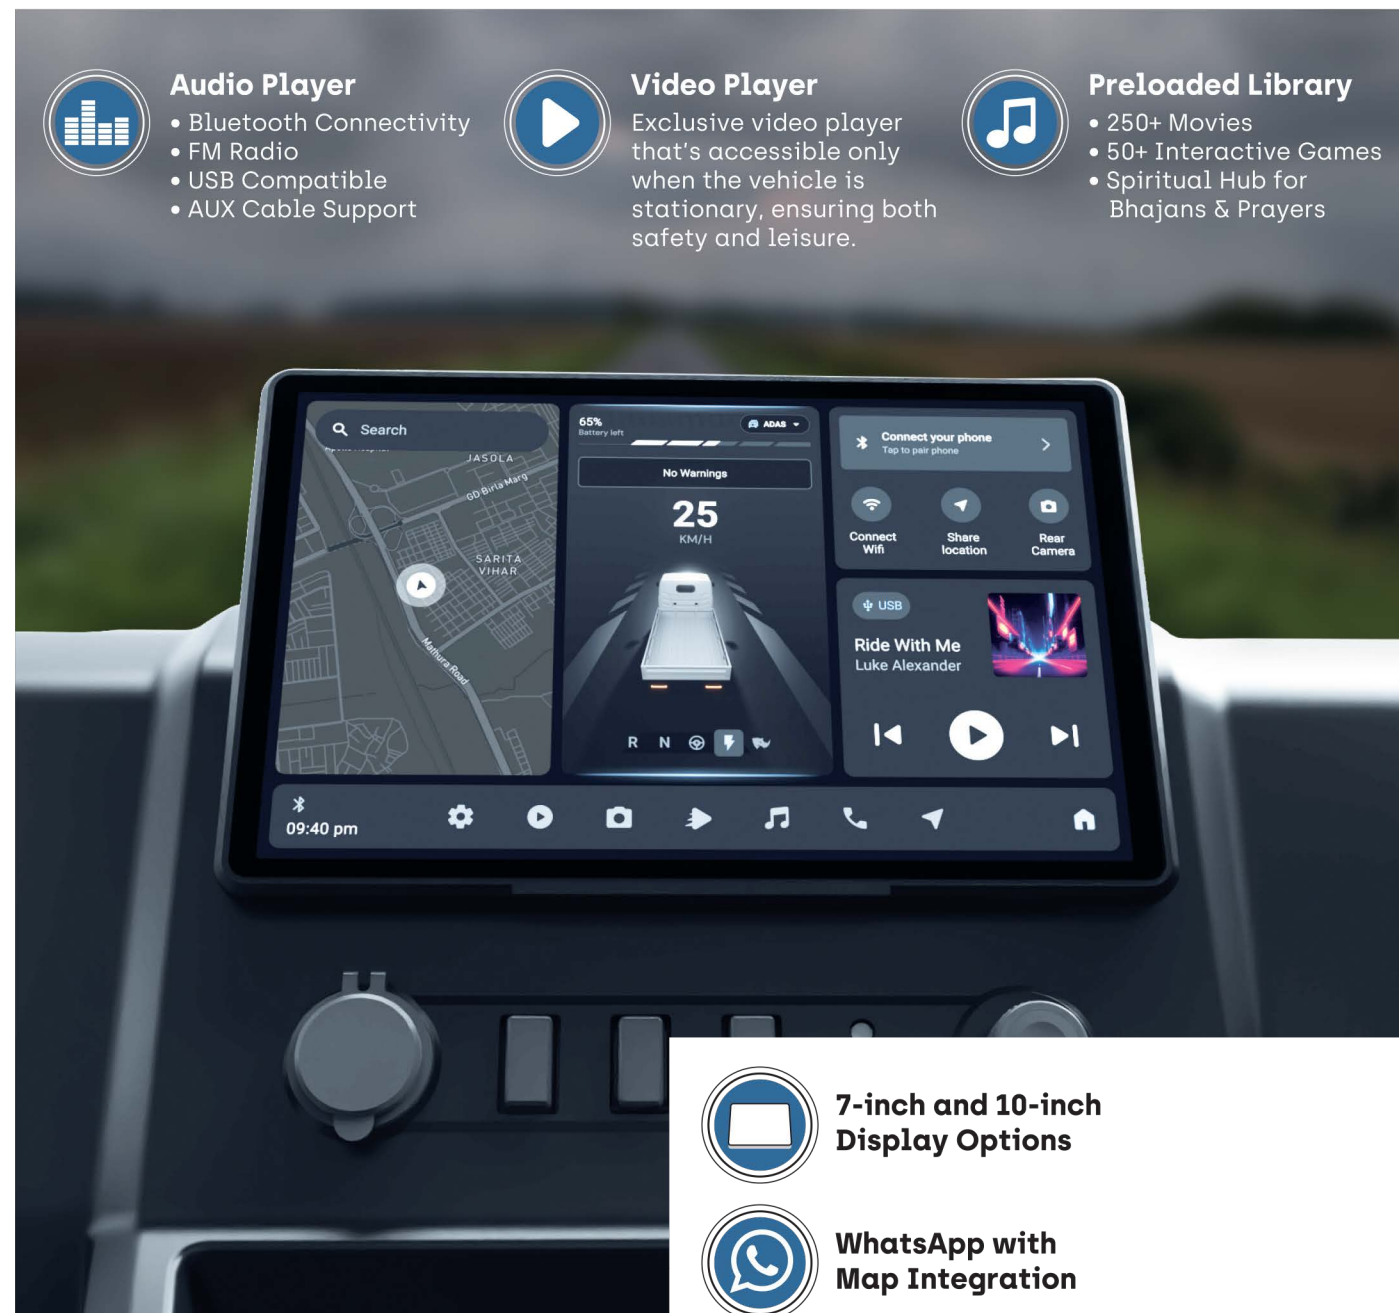 Audio Player
• Bluetooth Connectivity
• FM Radio
• USB Compatible
• AUX Cable Support
Video Player
Exclusive video player
that's accessible only
when the vehicle is
stationary, ensuring both
safety and leisure.
Preloaded Library
• 250+ Movies
• 50+ Interactive Games
• Spiritual Hub for
Bhajans & Prayers
Search
JASOLA
GD Birla Marg
SARITA
VIHAR
Mathura Road
65%
Battery left
ADAS
No Warnings
25
KM/H
R N
Connect your phone
Tap to pair phone
Connect
Wifi
Share
location
Rear
Camera
USB
Ride With Me
Luke Alexander
09:40 pm
7-inch and 10-inch
Display Options
WhatsApp with
Map Integration